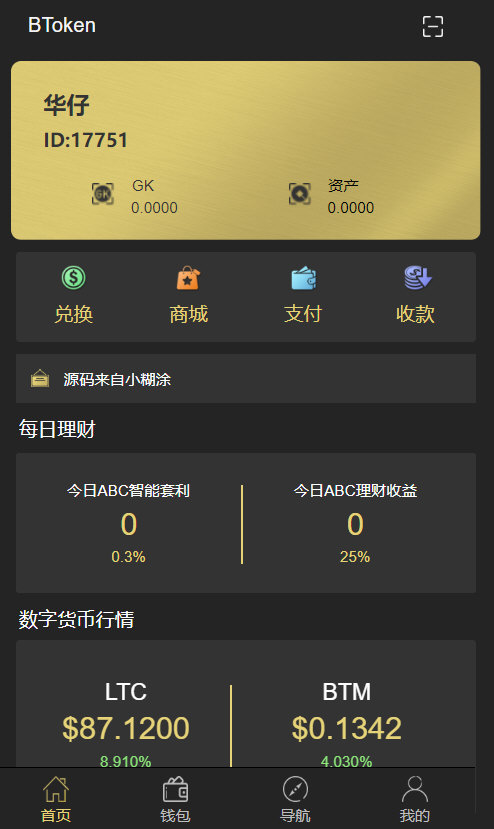 BToken
华仔
ID:17751
GK
0.0000
资产
0.0000
兑换
商城
支付
收款
源码来自小糊涂
每日理财
今日ABC智能套利
0
0.3%
今日ABC理财收益
0
25%
数字货币行情
LTC
$87.1200
8.910%
BTM
$0.1342
4.030%
首页
钱包
导航
我的